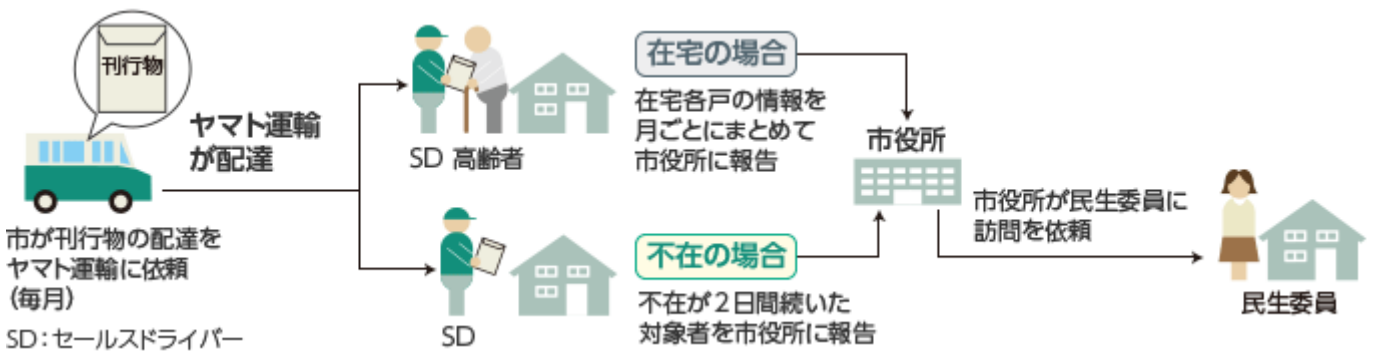 刊行物
ヤマト運輸
が配達
市が刊行物の配達を
ヤマト運輸に依頼
(毎月)
SD:セールスドライバー
SD 高齢者
SD
在宅の場合
在宅各戸の情報を
月ごとにまとめて
市役所に報告
不在の場合
不在が2日間続いた
対象者を市役所に報告
市役所
市役所が民生委員に
訪問を依頼
民生委員